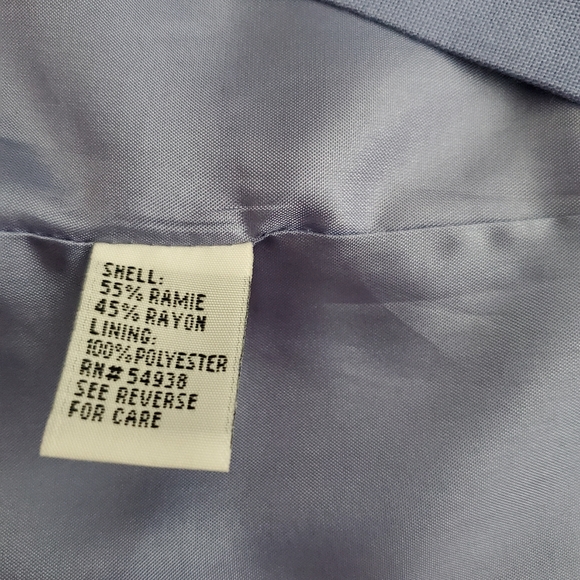 SHELL:
55% RAMIE
45% RAYON
LINING:
100% POLYESTER
RN# 54938
SEE REVERSE
FOR CARE